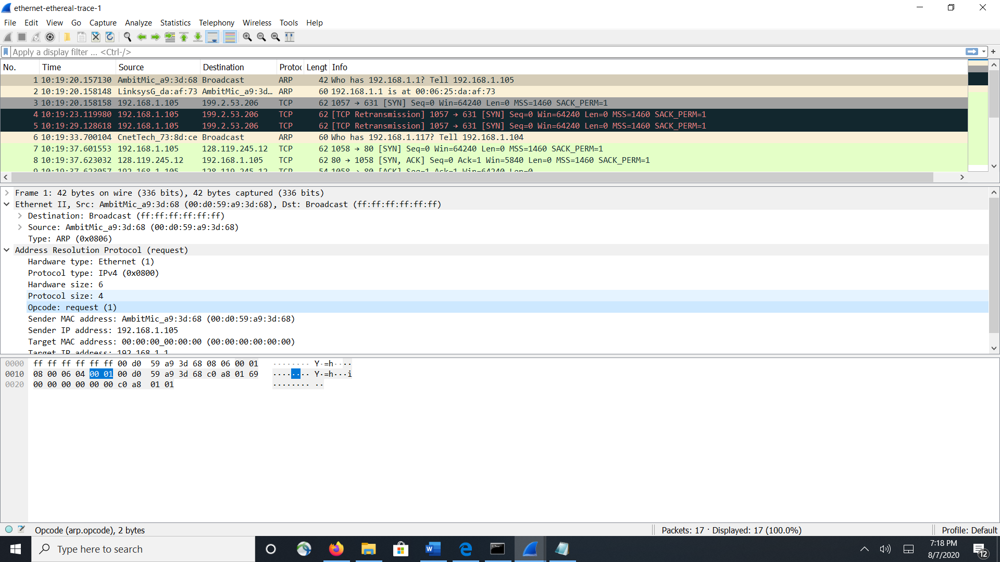 ethernet-ethereal-trace-1
File Edit View Go Capture Analyze Statistics Telephony Wireless Tools Help
Apply a display filter ... <Ctrl-/>
No. Time Source Destination Protoc Lengt Info
1 10:19:20.157130 AmbitMic_a9:3d:68 Broadcast ARP 42 Who has 192.168.1.1? Tell 192.168.1.105
2 10:19:20.158148 LinksysG_da:af:73 AmbitMic_a9:3d… ARP 60 192.168.1.1 is at 00:06:25:da:af:73
3 10:19:20.158158 192.168.1.105 199.2.53.206 TCP 62 1057 → 631 [SYN] Seq=0 Win=64240 Len=0 MSS=1460 SACK_PERM=1
4 10:19:23.119980 192.168.1.105 199.2.53.206 TCP 62 [TCP Retransmission] 1057 → 631 [SYN] Seq=0 Win=64240 Len=0 MSS=1460 SACK_PERM=1
5 10:19:29.128618 192.168.1.105 199.2.53.206 TCP 62 [TCP Retransmission] 1057 → 631 [SYN] Seq=0 Win=64240 Len=0 MSS=1460 SACK_PERM=1
6 10:19:33.700104 CnetTech_73:8d:ce Broadcast ARP 60 Who has 192.168.1.117? Tell 192.168.1.104
7 10:19:37.601553 192.168.1.105 128.119.245.12 TCP 62 1058 → 80 [SYN] Seq=0 Win=64240 Len=0 MSS=1460 SACK_PERM=1
8 10:19:37.623032 128.119.245.12 192.168.1.105 TCP 62 80 → 1058 [SYN, ACK] Seq=0 Ack=1 Win=5840 Len=0 MSS=1460 SACK_PERM=1
9 10:19:37.623057 192.168.1.105 128.119.245.12 TCP 54 1058 → 80 [ACK] Seq=1 Ack=1 Win=64240 Len=0
Frame 1: 42 bytes on wire (336 bits), 42 bytes captured (336 bits)
Ethernet II, Src: AmbitMic_a9:3d:68 (00:d0:59:a9:3d:68), Dst: Broadcast (ff:ff:ff:ff:ff:ff)
Destination: Broadcast (ff:ff:ff:ff:ff:ff)
Source: AmbitMic_a9:3d:68 (00:d0:59:a9:3d:68)
Type: ARP (0x0806)
Address Resolution Protocol (request)
Hardware type: Ethernet (1)
Protocol type: IPv4 (0x0800)
Hardware size: 6
Protocol size: 4
Opcode: request (1)
Sender MAC address: AmbitMic_a9:3d:68 (00:d0:59:a9:3d:68)
Sender IP address: 192.168.1.105
Target MAC address: 00:00:00_00:00:00 (00:00:00:00:00:00)
Target IP address: 192.168.1.1
0000 ff ff ff ff ff ff 00 d0 59 a9 3d 68 08 06 00 01 ········ Y·=h····
0010 08 00 06 04 00 01 00 d0 59 a9 3d 68 c0 a8 01 69 ········ Y·=h···i
0020 00 00 00 00 00 00 c0 a8 01 01 ········ ··
Opcode (arp.opcode), 2 bytes Packets: 17 · Displayed: 17 (100.0%) Profile: Default
Type here to search
7:18 PM
8/7/2020
12